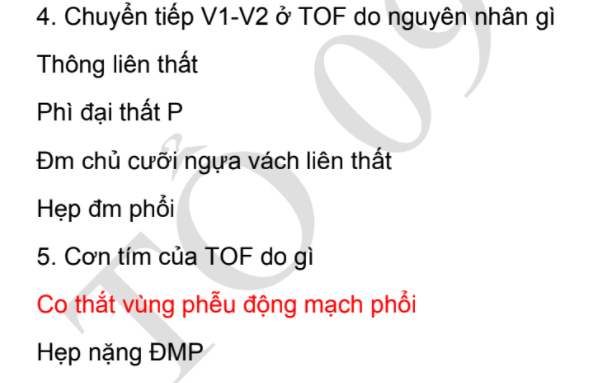 4. Chuyển tiếp V1-V2 ở TOF do nguyên nhân gì
Thông liên thất
Phì đại thất P
Đm chủ cưỡi ngựa vách liên thất
Hẹp đm phổi
5. Cơn tím của TOF do gì
Co thắt vùng phễu động mạch phổi
Hẹp nặng ĐMP
TỔ 09